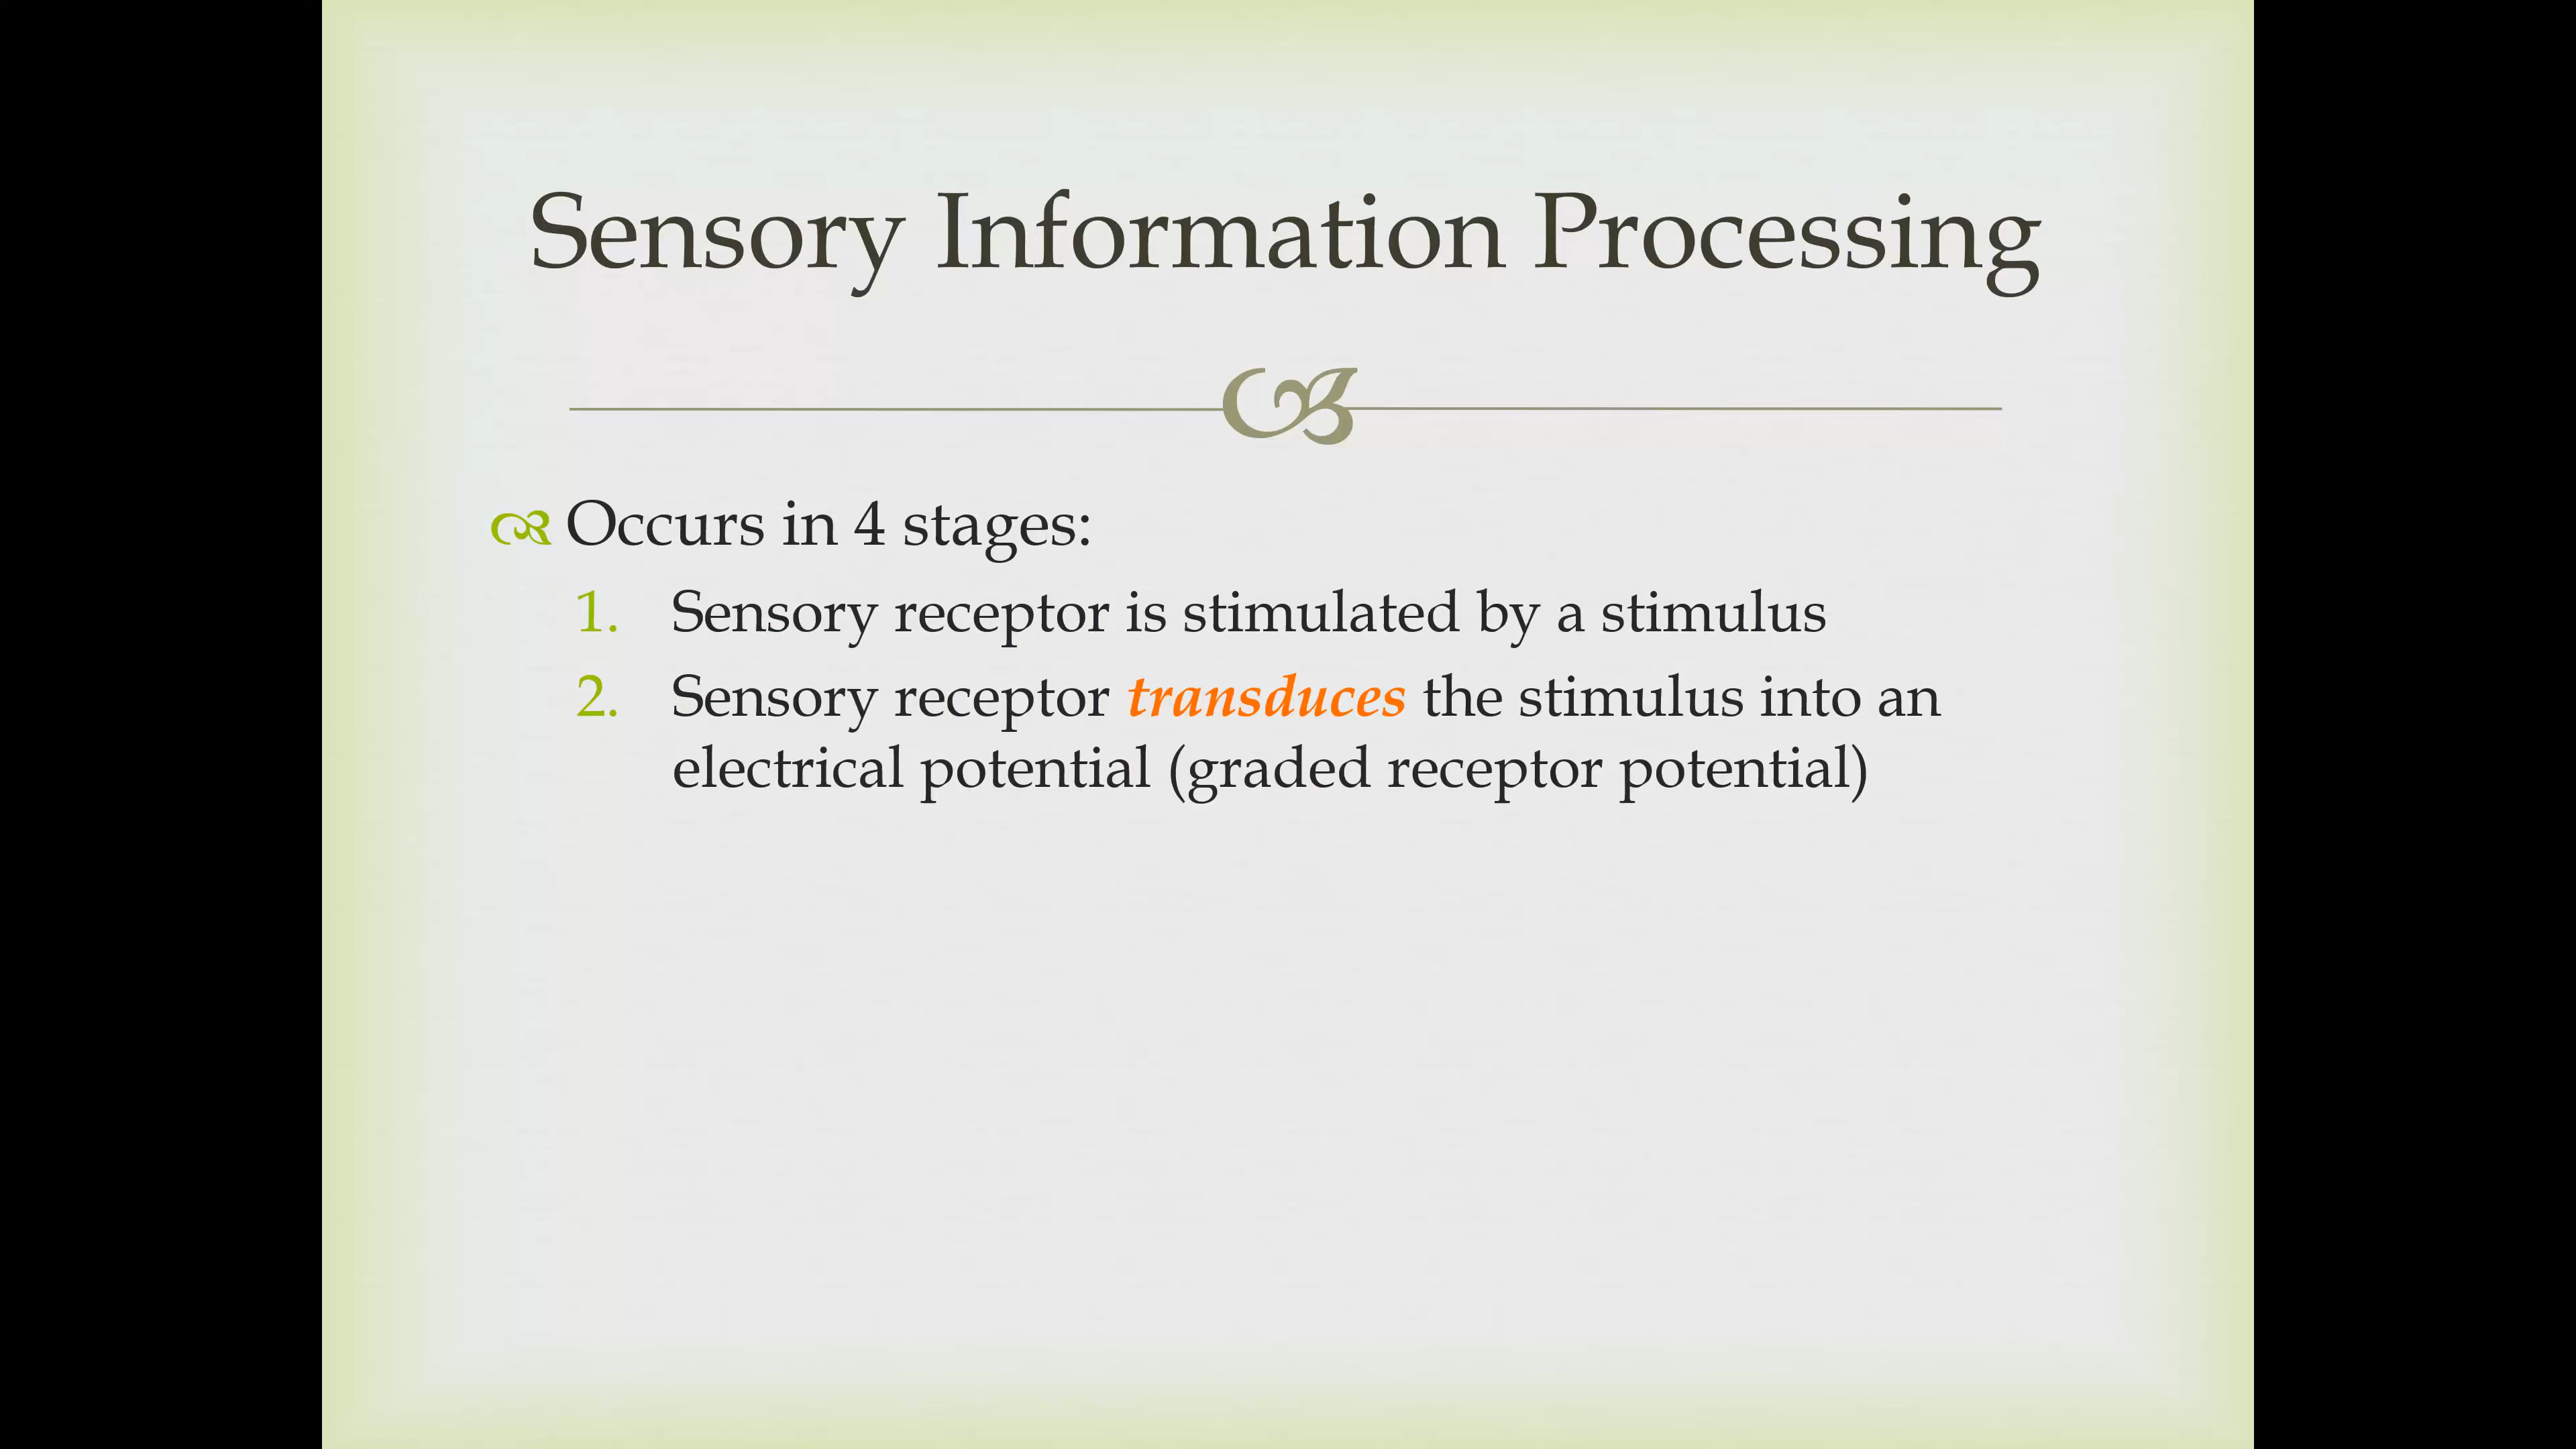 Sensory Information Processing
Occurs in 4 stages:
1. Sensory receptor is stimulated by a stimulus
2. Sensory receptor transduces the stimulus into an
electrical potential (graded receptor potential)